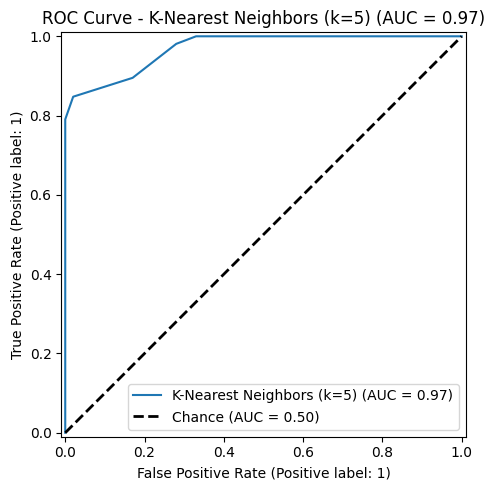 ROC Curve - K-Nearest Neighbors (k=5) (AUC = 0.97)
True Positive Rate (Positive label: 1)
1.0
0.8
0.6
0.4
0.2
0.0
K-Nearest Neighbors (k=5) (AUC = 0.97)
Chance (AUC = 0.50)
0.0 0.2 0.4 0.6 0.8 1.0
False Positive Rate (Positive label: 1)